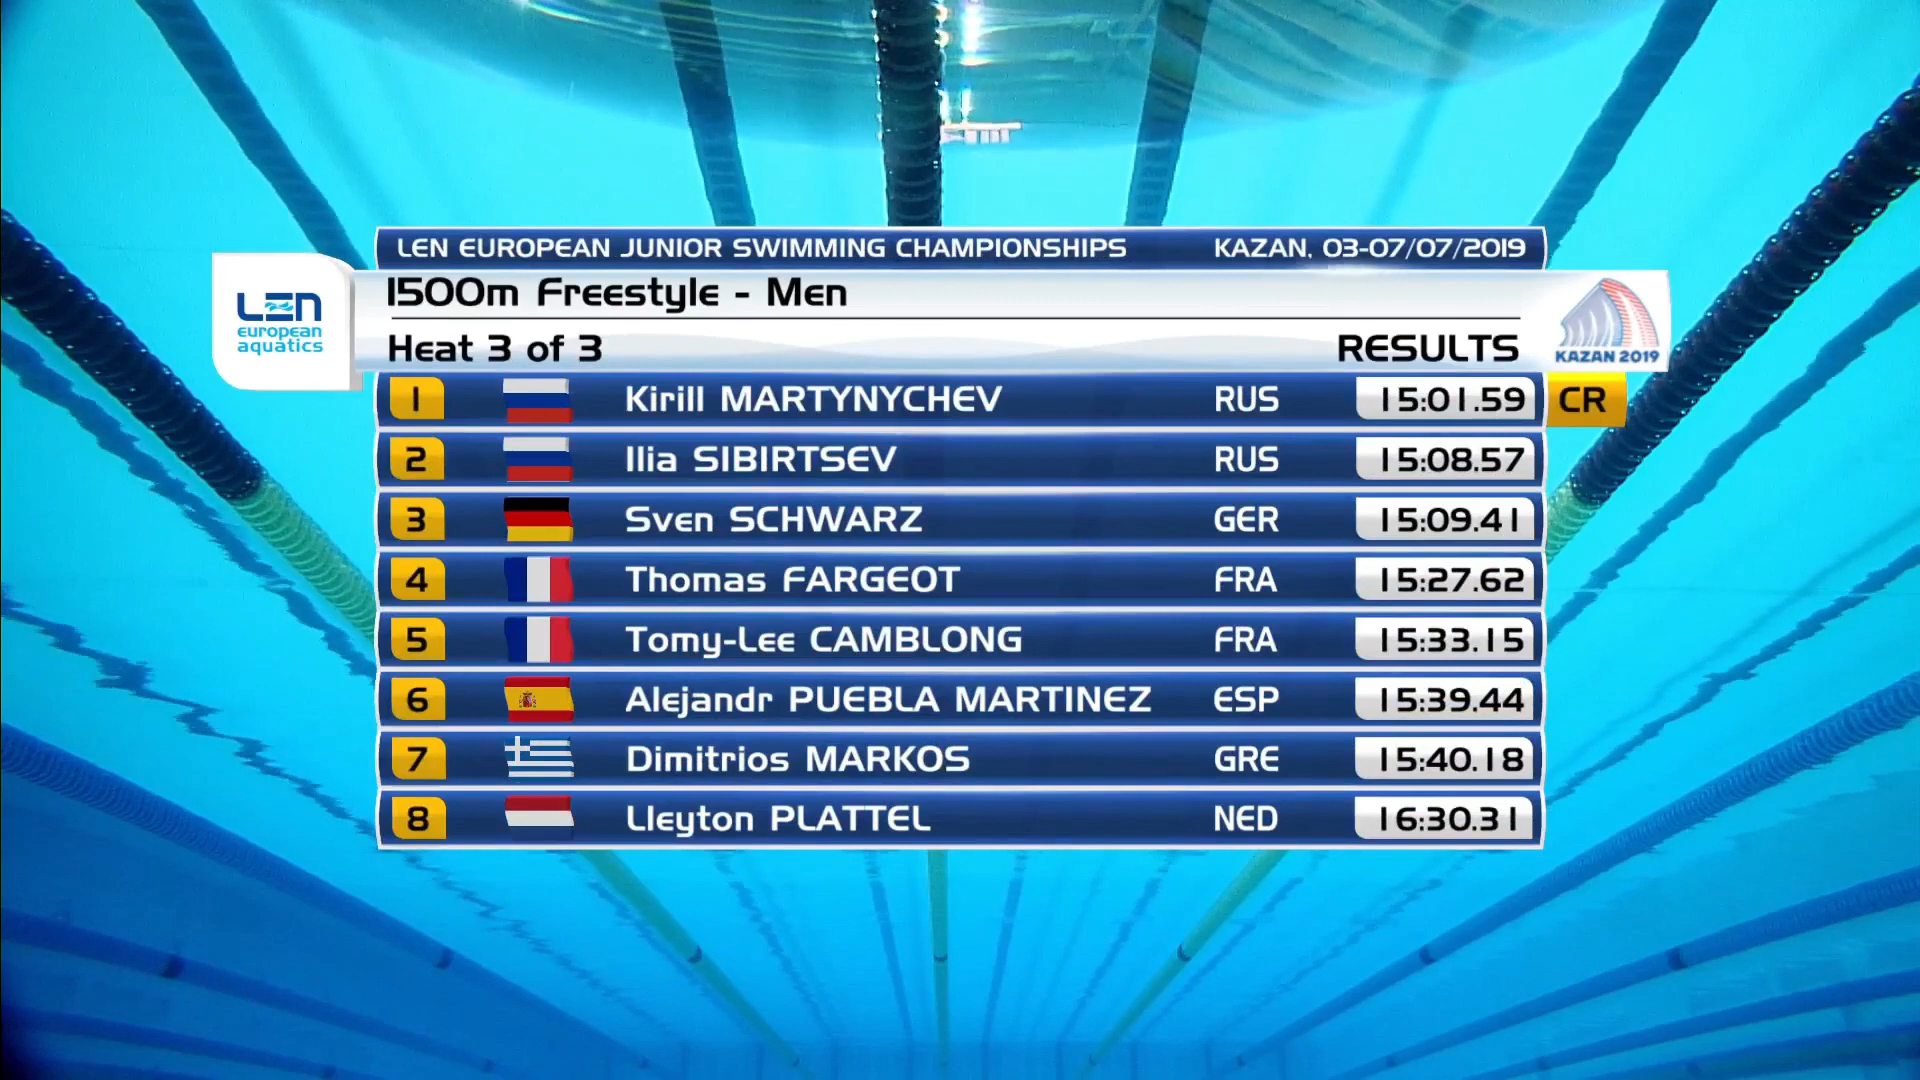 LEN EUROPEAN JUNIOR SWIMMING CHAMPIONSHIPS KAZAN, 03-07/07/2019
LEN
european
aquatics
1500m Freestyle - Men
Heat 3 of 3 RESULTS
KAZAN 2019
1 Kirill MARTYNYCHEV RUS 15:01.59 CR
2 Ilia SIBIRTSEV RUS 15:08.57
3 Sven SCHWARZ GER 15:09.41
4 Thomas FARGEOT FRA 15:27.62
5 Tomy-Lee CAMBLONG FRA 15:33.15
6 Alejandr PUEBLA MARTINEZ ESP 15:39.44
7 Dimitrios MARKOS GRE 15:40.18
8 Lleyton PLATTEL NED 16:30.31